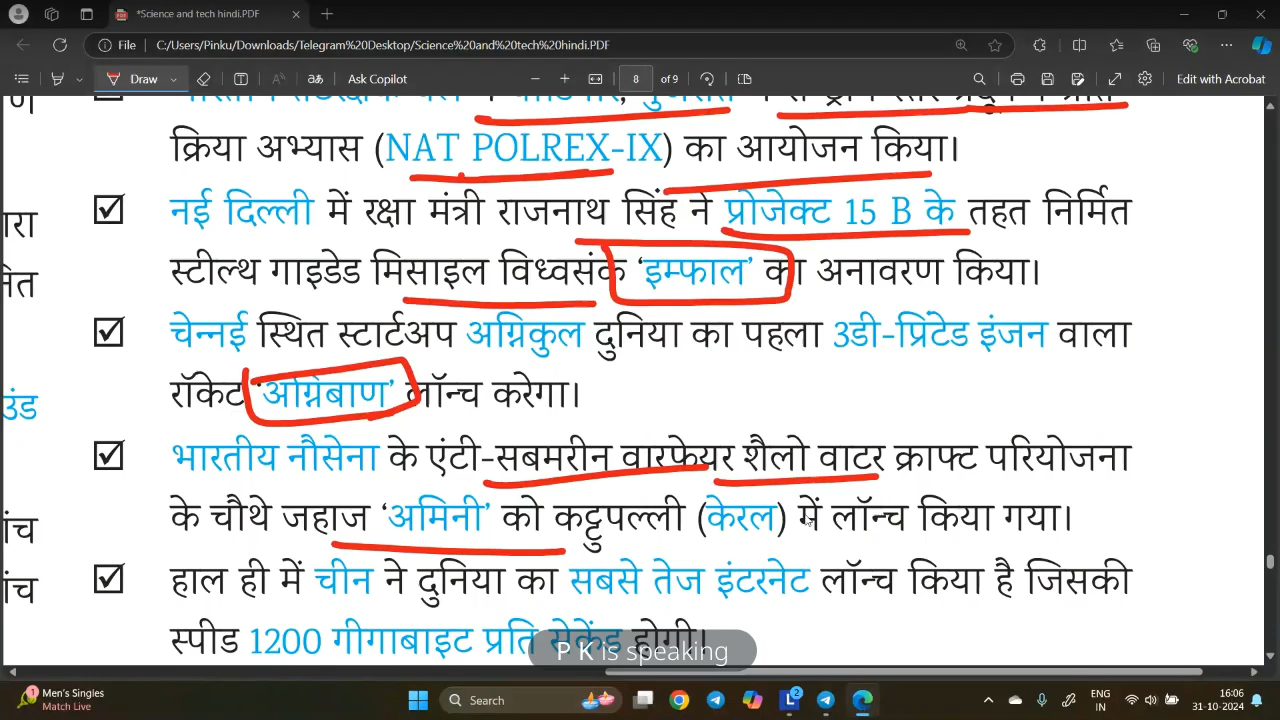 *Science and tech hindi.PDF
File C:/Users/Pinku/Downloads/Telegram%20Desktop/Science%20and%20tech%20hindi.PDF
Draw Ask Copilot 8 of 9 Edit with Acrobat
क्रिया अभ्यास (NAT POLREX-IX) का आयोजन किया।
नई दिल्ली में रक्षा मंत्री राजनाथ सिंह ने प्रोजेक्ट 15 B के तहत निर्मित
स्टील्थ गाइडेड मिसाइल विध्वसंक ‘इम्फाल’ का अनावरण किया।
चेन्नई स्थित स्टार्टअप अग्निकुल दुनिया का पहला 3डी-प्रिंटेड इंजन वाला
रॉकेट ‘अग्निबाण’ लॉन्च करेगा।
भारतीय नौसेना के एंटी-सबमरीन वारफेयर शैलो वाटर क्राफ्ट परियोजना
के चौथे जहाज ‘अमिनी’ को कट्टुपल्ली (केरल) में लॉन्च किया गया।
हाल ही में चीन ने दुनिया का सबसे तेज इंटरनेट लॉन्च किया है जिसकी
स्पीड 1200 गीगाबाइट प्रति सेकेंड होगी।
P K is speaking
Men's Singles
Match Live
Search
ENG
IN
16:06
31-10-2024